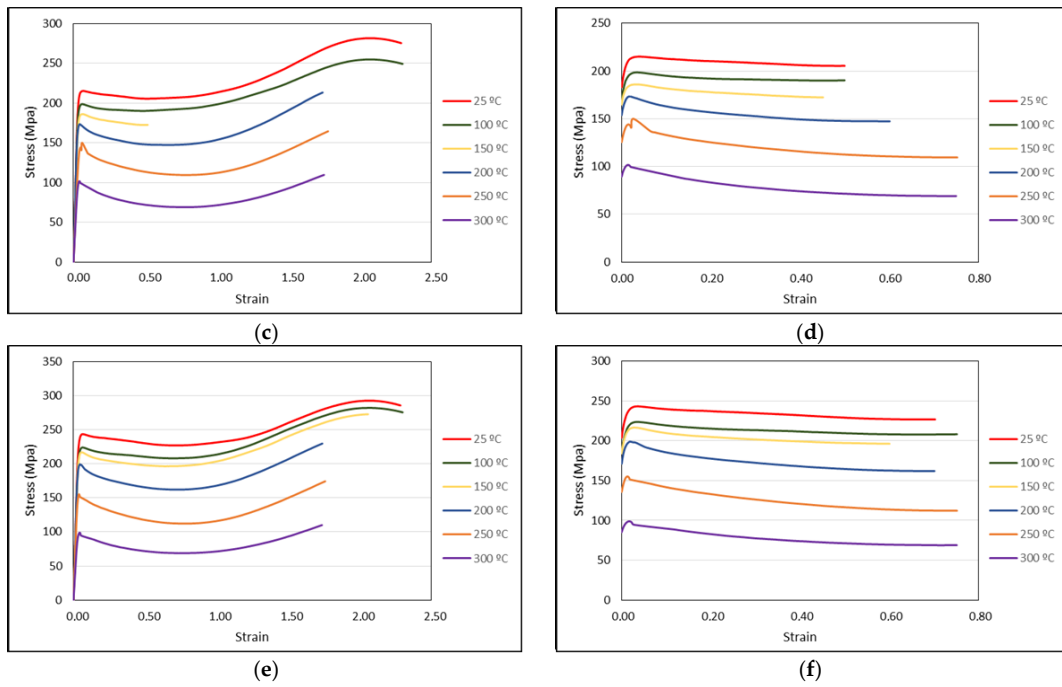 300
250
200
150
100
50
0
Stress (Mpa)
0.00 0.50 1.00 1.50 2.00 2.50
Strain
25 ºC
100 ºC
150 ºC
200 ºC
250 ºC
300 ºC
(c)
250
200
150
100
50
0
Stress (Mpa)
0.00 0.20 0.40 0.60 0.80
Strain
25 ºC
100 ºC
150 ºC
200 ºC
250 ºC
300 ºC
(d)
350
300
250
200
150
100
50
0
Stress (Mpa)
0.00 0.50 1.00 1.50 2.00 2.50
Strain
25 ºC
100 ºC
150 ºC
200 ºC
250 ºC
300 ºC
(e)
300
250
200
150
100
50
0
Stress (Mpa)
0.00 0.20 0.40 0.60 0.80
Strain
25 ºC
100 ºC
150 ºC
200 ºC
250 ºC
300 ºC
(f)